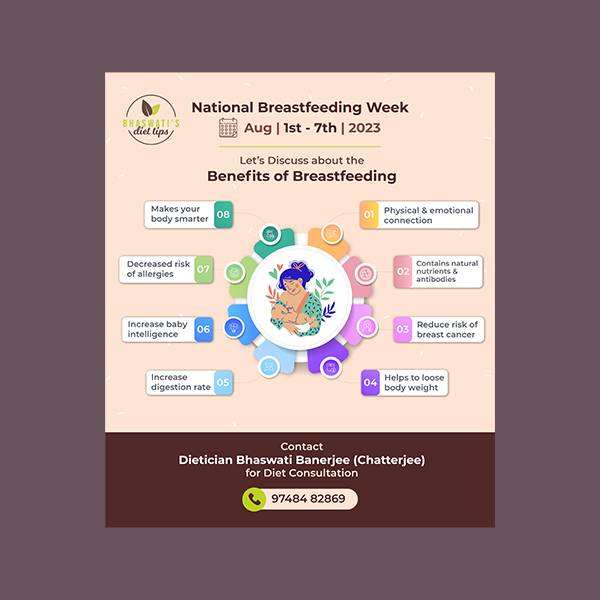 BHASWATI'S
diet tips
National Breastfeeding Week
Aug | 1st - 7th | 2023
Let's Discuss about the
Benefits of Breastfeeding
01
Physical & emotional
connection
02
Contains natural
nutrients &
antibodies
03
Reduce risk of
breast cancer
04
Helps to loose
body weight
05
Increase
digestion rate
06
Increase baby
intelligence
07
Decreased risk
of allergies
08
Makes your
body smarter
Contact
Dietician Bhaswati Banerjee (Chatterjee)
for Diet Consultation
97484 82869